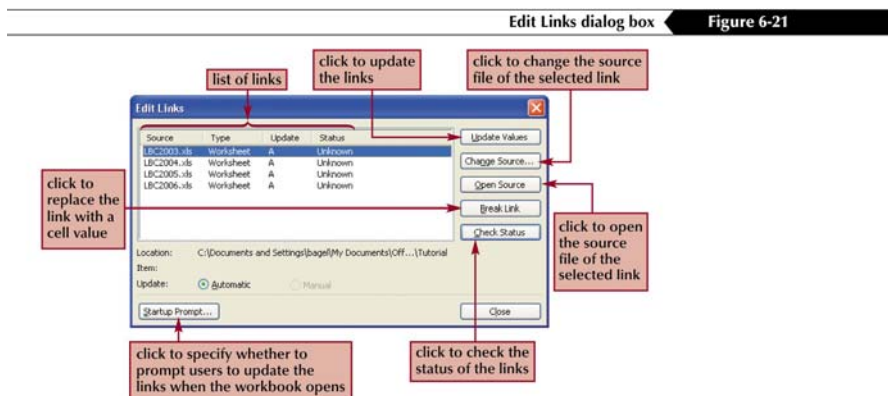 Edit Links dialog box
Figure 6-21
click to update
the links
click to change the source
file of the selected link
list of links
Edit Links
Source Type Update Status
LBC2003.xls Worksheet A Unknown
LBC2004.xls Worksheet A Unknown
LBC2005.xls Worksheet A Unknown
LBC2006.xls Worksheet A Unknown
Update Values
Change Source...
Open Source
Break Link
Check Status
click to
replace the
link with a
cell value
click to open
the source
file of the
selected link
Location: C:\Documents and Settings\bagel\My Documents\Off...\Tutorial
Item:
Update: Automatic Manual
Startup Prompt...
Close
click to specify whether to
prompt users to update the
links when the workbook opens
click to check the
status of the links